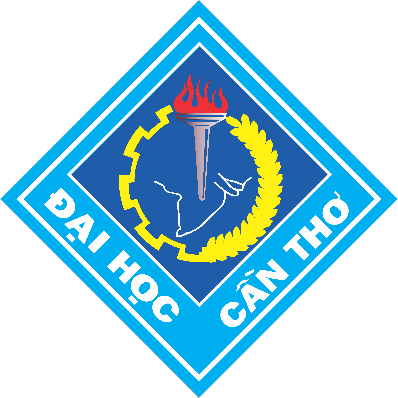 ĐẠI HỌC
CẦN THƠ